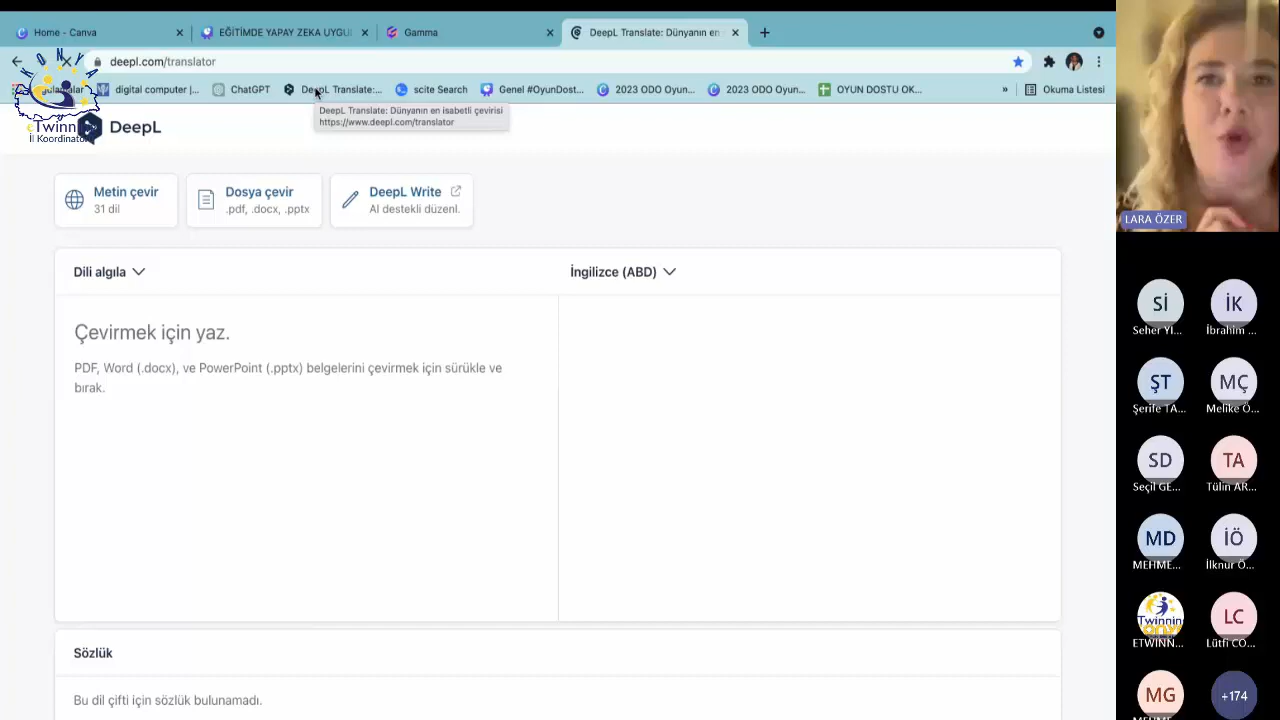 Home - Canva
EĞİTİMDE YAPAY ZEKA UYGUL
Gamma
DeepL Translate: Dünyanın en
deepl.com/translator
digital computer |...
ChatGPT
DeepL Translate:...
scite Search
Genel #OyunDost...
2023 ODO Oyun...
2023 ODO Oyun...
OYUN DOSTU OK...
»
Okuma Listesi
DeepL Translate: Dünyanın en isabetli çevirisi
https://www.deepl.com/translator
KONYA
eTwinning
İl Koordinatör
DeepL
Metin çevir
31 dil
Dosya çevir
.pdf, .docx, .pptx
DeepL Write
AI destekli düzenl.
Dili algıla
İngilizce (ABD)
Çevirmek için yaz.
PDF, Word (.docx), ve PowerPoint (.pptx) belgelerini çevirmek için sürükle ve
bırak.
Sözlük
Bu dil çifti için sözlük bulunamadı.
LARA ÖZER
Sİ
Seher YI...
İK
İbrahim ...
ŞT
Şerife TA...
MÇ
Melike Ö...
SD
Seçil GE...
TA
Tülin AR...
MD
MEHME...
İÖ
İlknur Ö...
Twinnin
ETWINN...
LC
Lütfi CO...
MG
+174